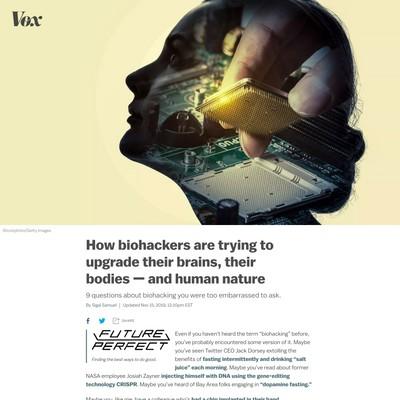 Vox
iStockphoto/Getty Images
How biohackers are trying to
upgrade their brains, their
bodies — and human nature
9 questions about biohacking you were too embarrassed to ask.
By Sigal Samuel | Updated Nov 15, 2019, 12:10pm EST
SHARE
FUTURE
PERFECT
Finding the best ways to do good.
Even if you haven’t heard the term “biohacking” before,
you’ve probably encountered some version of it. Maybe
you’ve seen Twitter CEO Jack Dorsey extolling the
benefits of fasting intermittently and drinking “salt
juice” each morning. Maybe you’ve read about former
NASA employee Josiah Zayner injecting himself with DNA using the gene-editing
technology CRISPR. Maybe you’ve heard of Bay Area folks engaging in “dopamine fasting.”
Maybe you, like me, have a colleague who’s had a chip implanted in their hand.